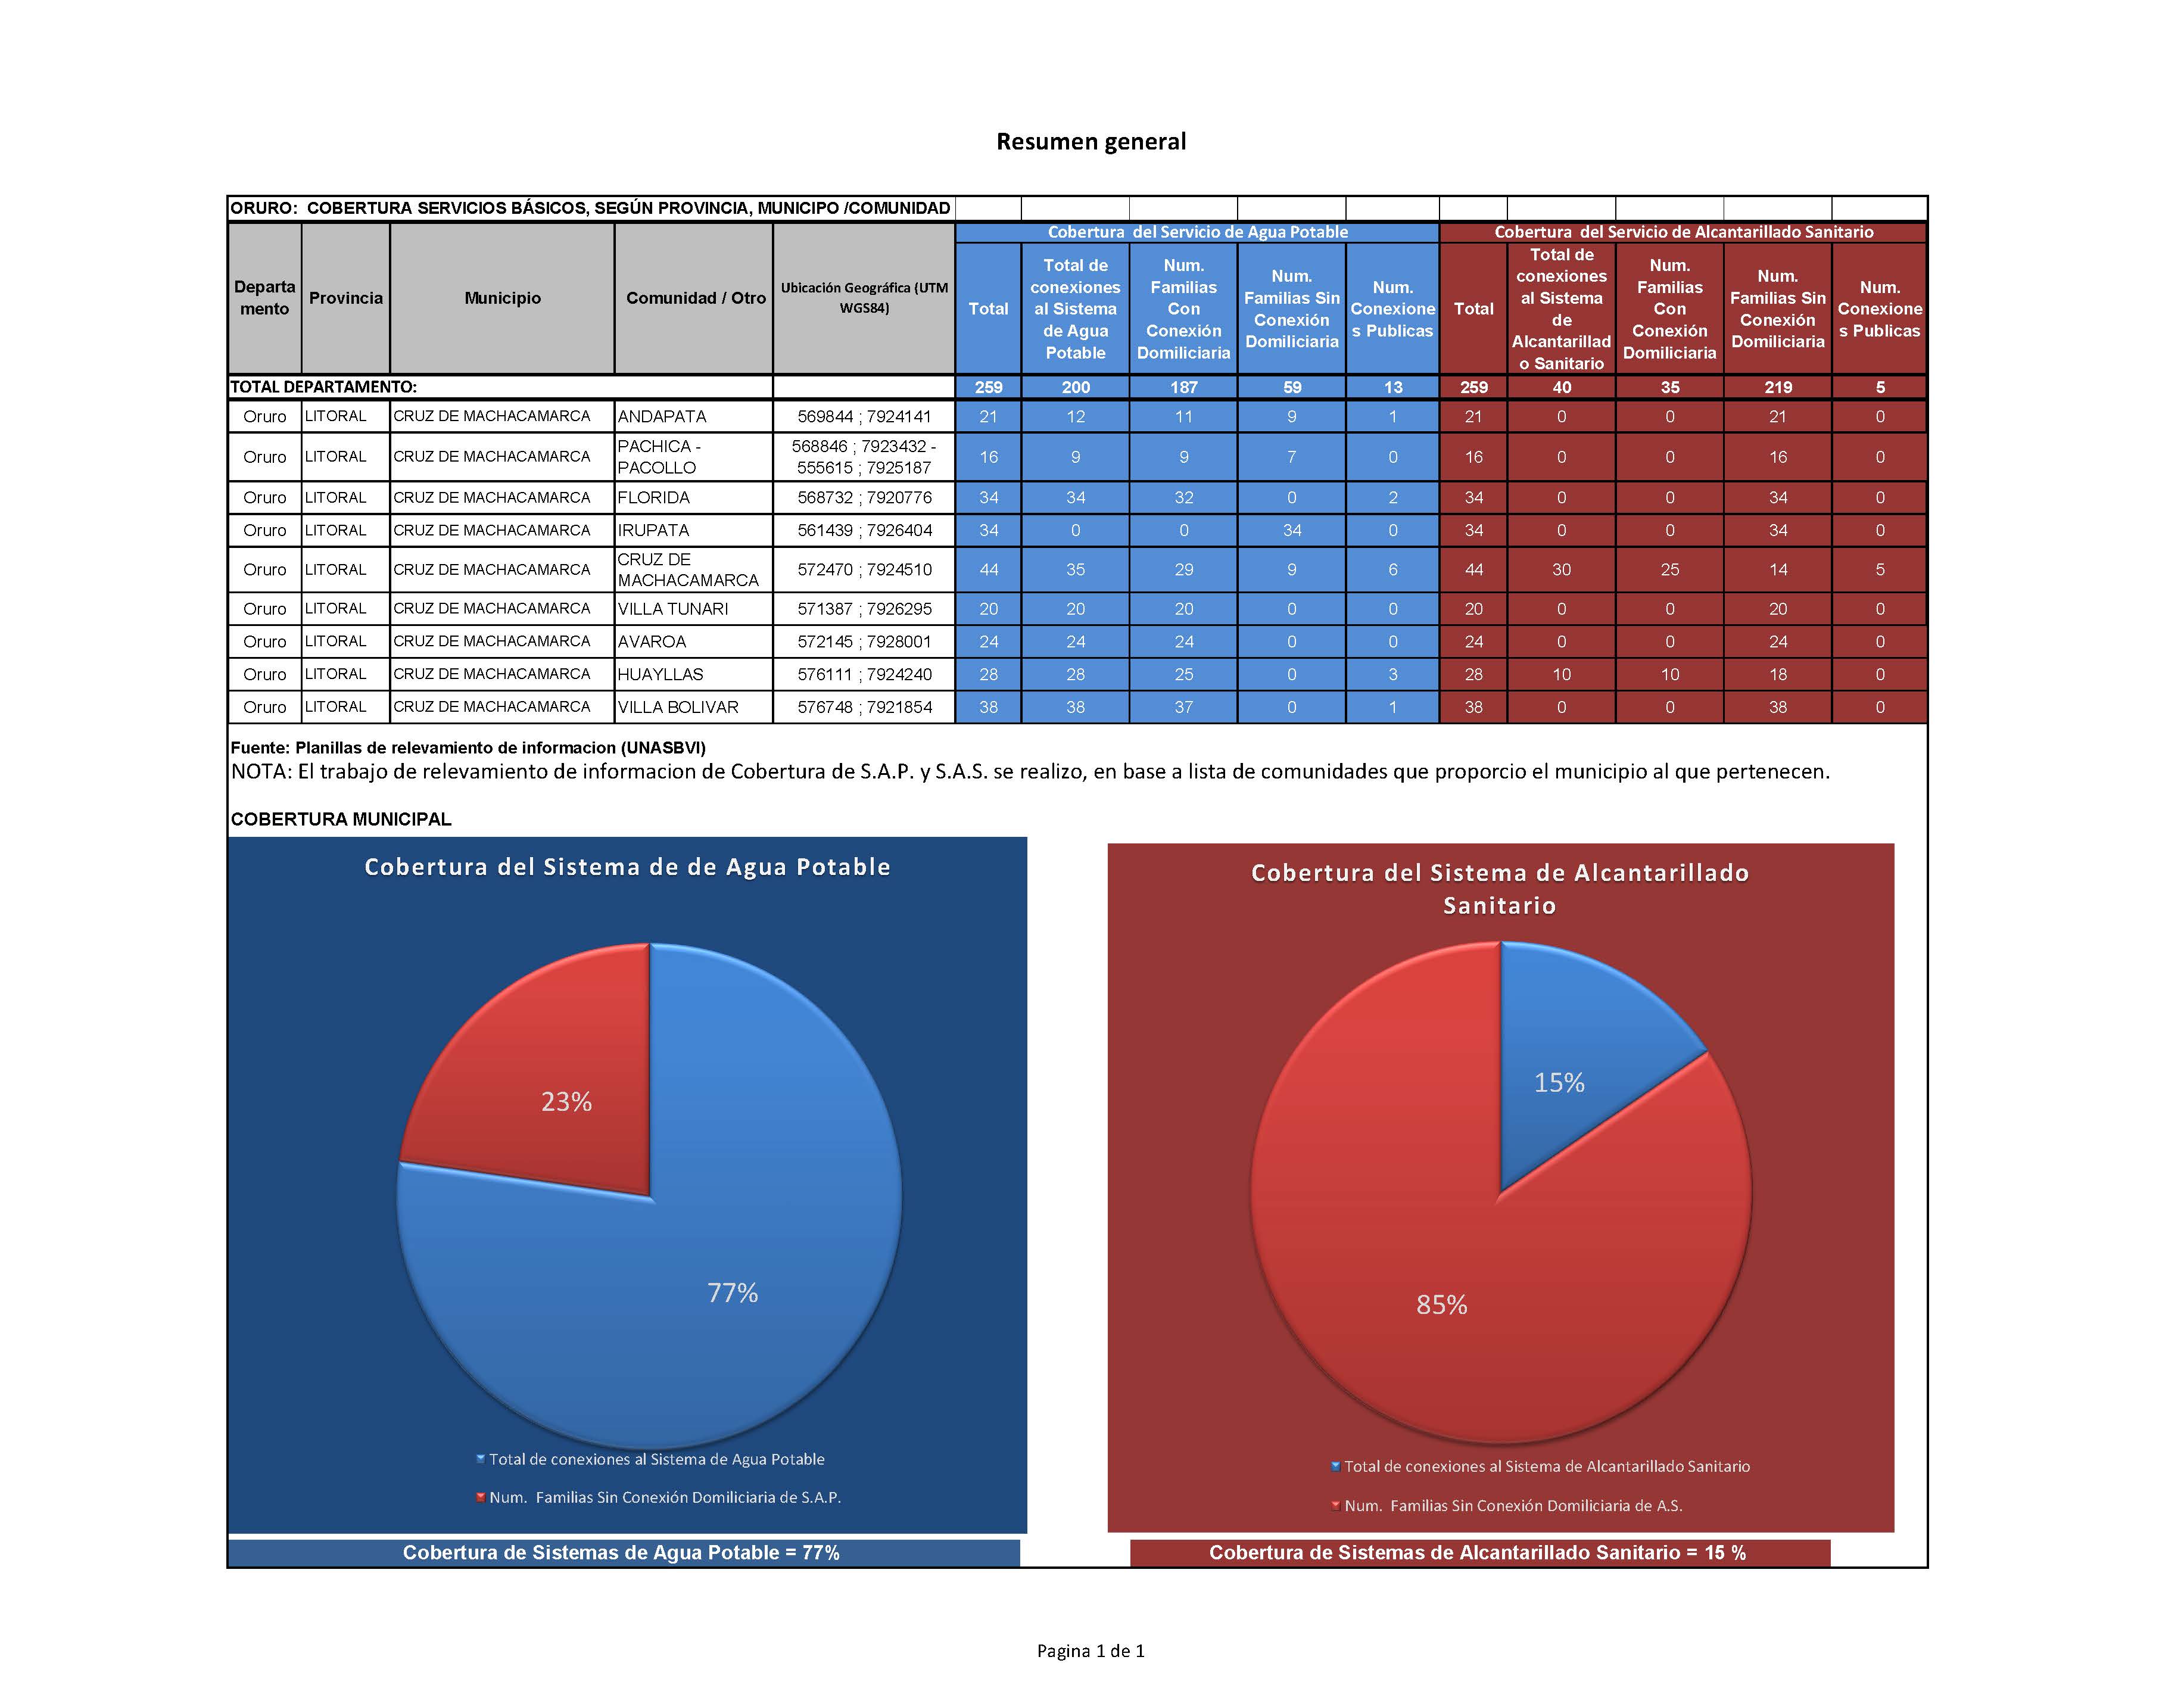 Resumen general
ORURO: COBERTURA SERVICIOS BÁSICOS, SEGÚN PROVINCIA, MUNICIPO /COMUNIDAD
Cobertura del Servicio de Agua Potable
Cobertura del Servicio de Alcantarillado Sanitario
Departa
mento
Provincia
Municipio
Comunidad / Otro
Ubicación Geográfica (UTM
WGS84)
Total
Total de
conexiones
al Sistema
de Agua
Potable
Num.
Familias
Con
Conexión
Domiliciaria
Num.
Familias Sin
Conexión
Domiliciaria
Num.
Conexione
s Publicas
Total
Total de
conexiones
al Sistema
de
Alcantarillad
o Sanitario
Num.
Familias
Con
Conexión
Domiliciaria
Num.
Familias Sin
Conexión
Domiliciaria
Num.
Conexione
s Publicas
TOTAL DEPARTAMENTO: 259 200 187 59 13 259 40 35 219 5
Oruro LITORAL CRUZ DE MACHACAMARCA ANDAPATA 569844 ; 7924141 21 12 11 9 1 21 0 0 21 0
Oruro LITORAL CRUZ DE MACHACAMARCA PACHICA -
PACOLLO
568846 ; 7923432 -
555615 ; 7925187
16 9 9 7 0 16 0 0 16 0
Oruro LITORAL CRUZ DE MACHACAMARCA FLORIDA 568732 ; 7920776 34 34 32 0 2 34 0 0 34 0
Oruro LITORAL CRUZ DE MACHACAMARCA IRUPATA 561439 ; 7926404 34 0 0 34 0 34 0 0 34 0
Oruro LITORAL CRUZ DE MACHACAMARCA CRUZ DE
MACHACAMARCA
572470 ; 7924510 44 35 29 9 6 44 30 25 14 5
Oruro LITORAL CRUZ DE MACHACAMARCA VILLA TUNARI 571387 ; 7926295 20 20 20 0 0 20 0 0 20 0
Oruro LITORAL CRUZ DE MACHACAMARCA AVAROA 572145 ; 7928001 24 24 24 0 0 24 0 0 24 0
Oruro LITORAL CRUZ DE MACHACAMARCA HUAYLLAS 576111 ; 7924240 28 28 25 0 3 28 10 10 18 0
Oruro LITORAL CRUZ DE MACHACAMARCA VILLA BOLIVAR 576748 ; 7921854 38 38 37 0 1 38 0 0 38 0
Fuente: Planillas de relevamiento de informacion (UNASBVI)
NOTA: El trabajo de relevamiento de informacion de Cobertura de S.A.P. y S.A.S. se realizo, en base a lista de comunidades que proporcio el municipio al que pertenecen.
COBERTURA MUNICIPAL
Cobertura del Sistema de de Agua Potable
23%
77%
Total de conexiones al Sistema de Agua Potable
Num. Familias Sin Conexión Domiliciaria de S.A.P.
Cobertura de Sistemas de Agua Potable = 77%
Cobertura del Sistema de Alcantarillado
Sanitario
15%
85%
Total de conexiones al Sistema de Alcantarillado Sanitario
Num. Familias Sin Conexión Domiliciaria de A.S.
Cobertura de Sistemas de Alcantarillado Sanitario = 15 %
Pagina 1 de 1